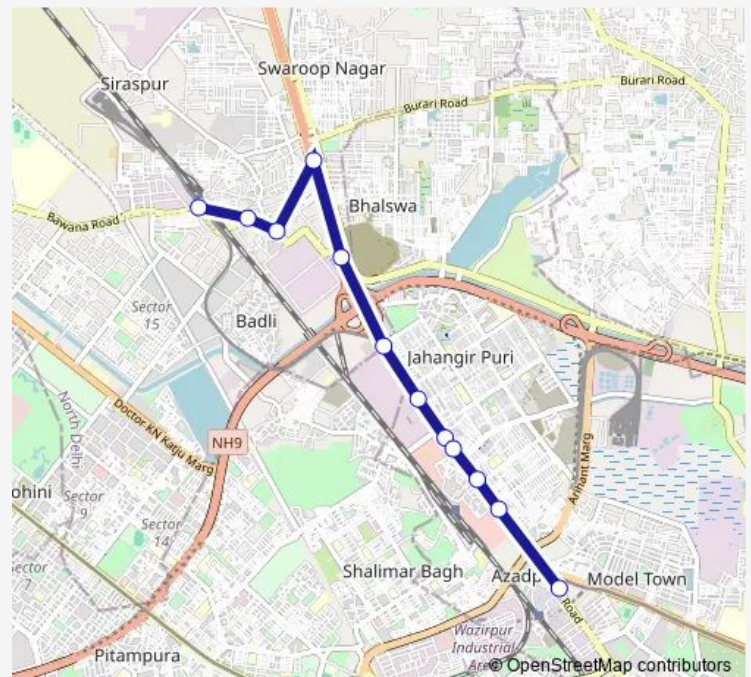 Swaroop Nagar
Siraspur
Burari Road
Burari Road
Bhalswa
Bawana Road
Sector
15
Badli
Jahangir Puri
North Delhi
Doctor KN Katju Marg
NH9
Arihant Marg
ohini
Sector
9
Sector
14
ector
7
Shalimar Bagh
Azadp
Model Town
Road
Wazirpur
Industrial
Are
Pitampura
© OpenStreetMap contributors